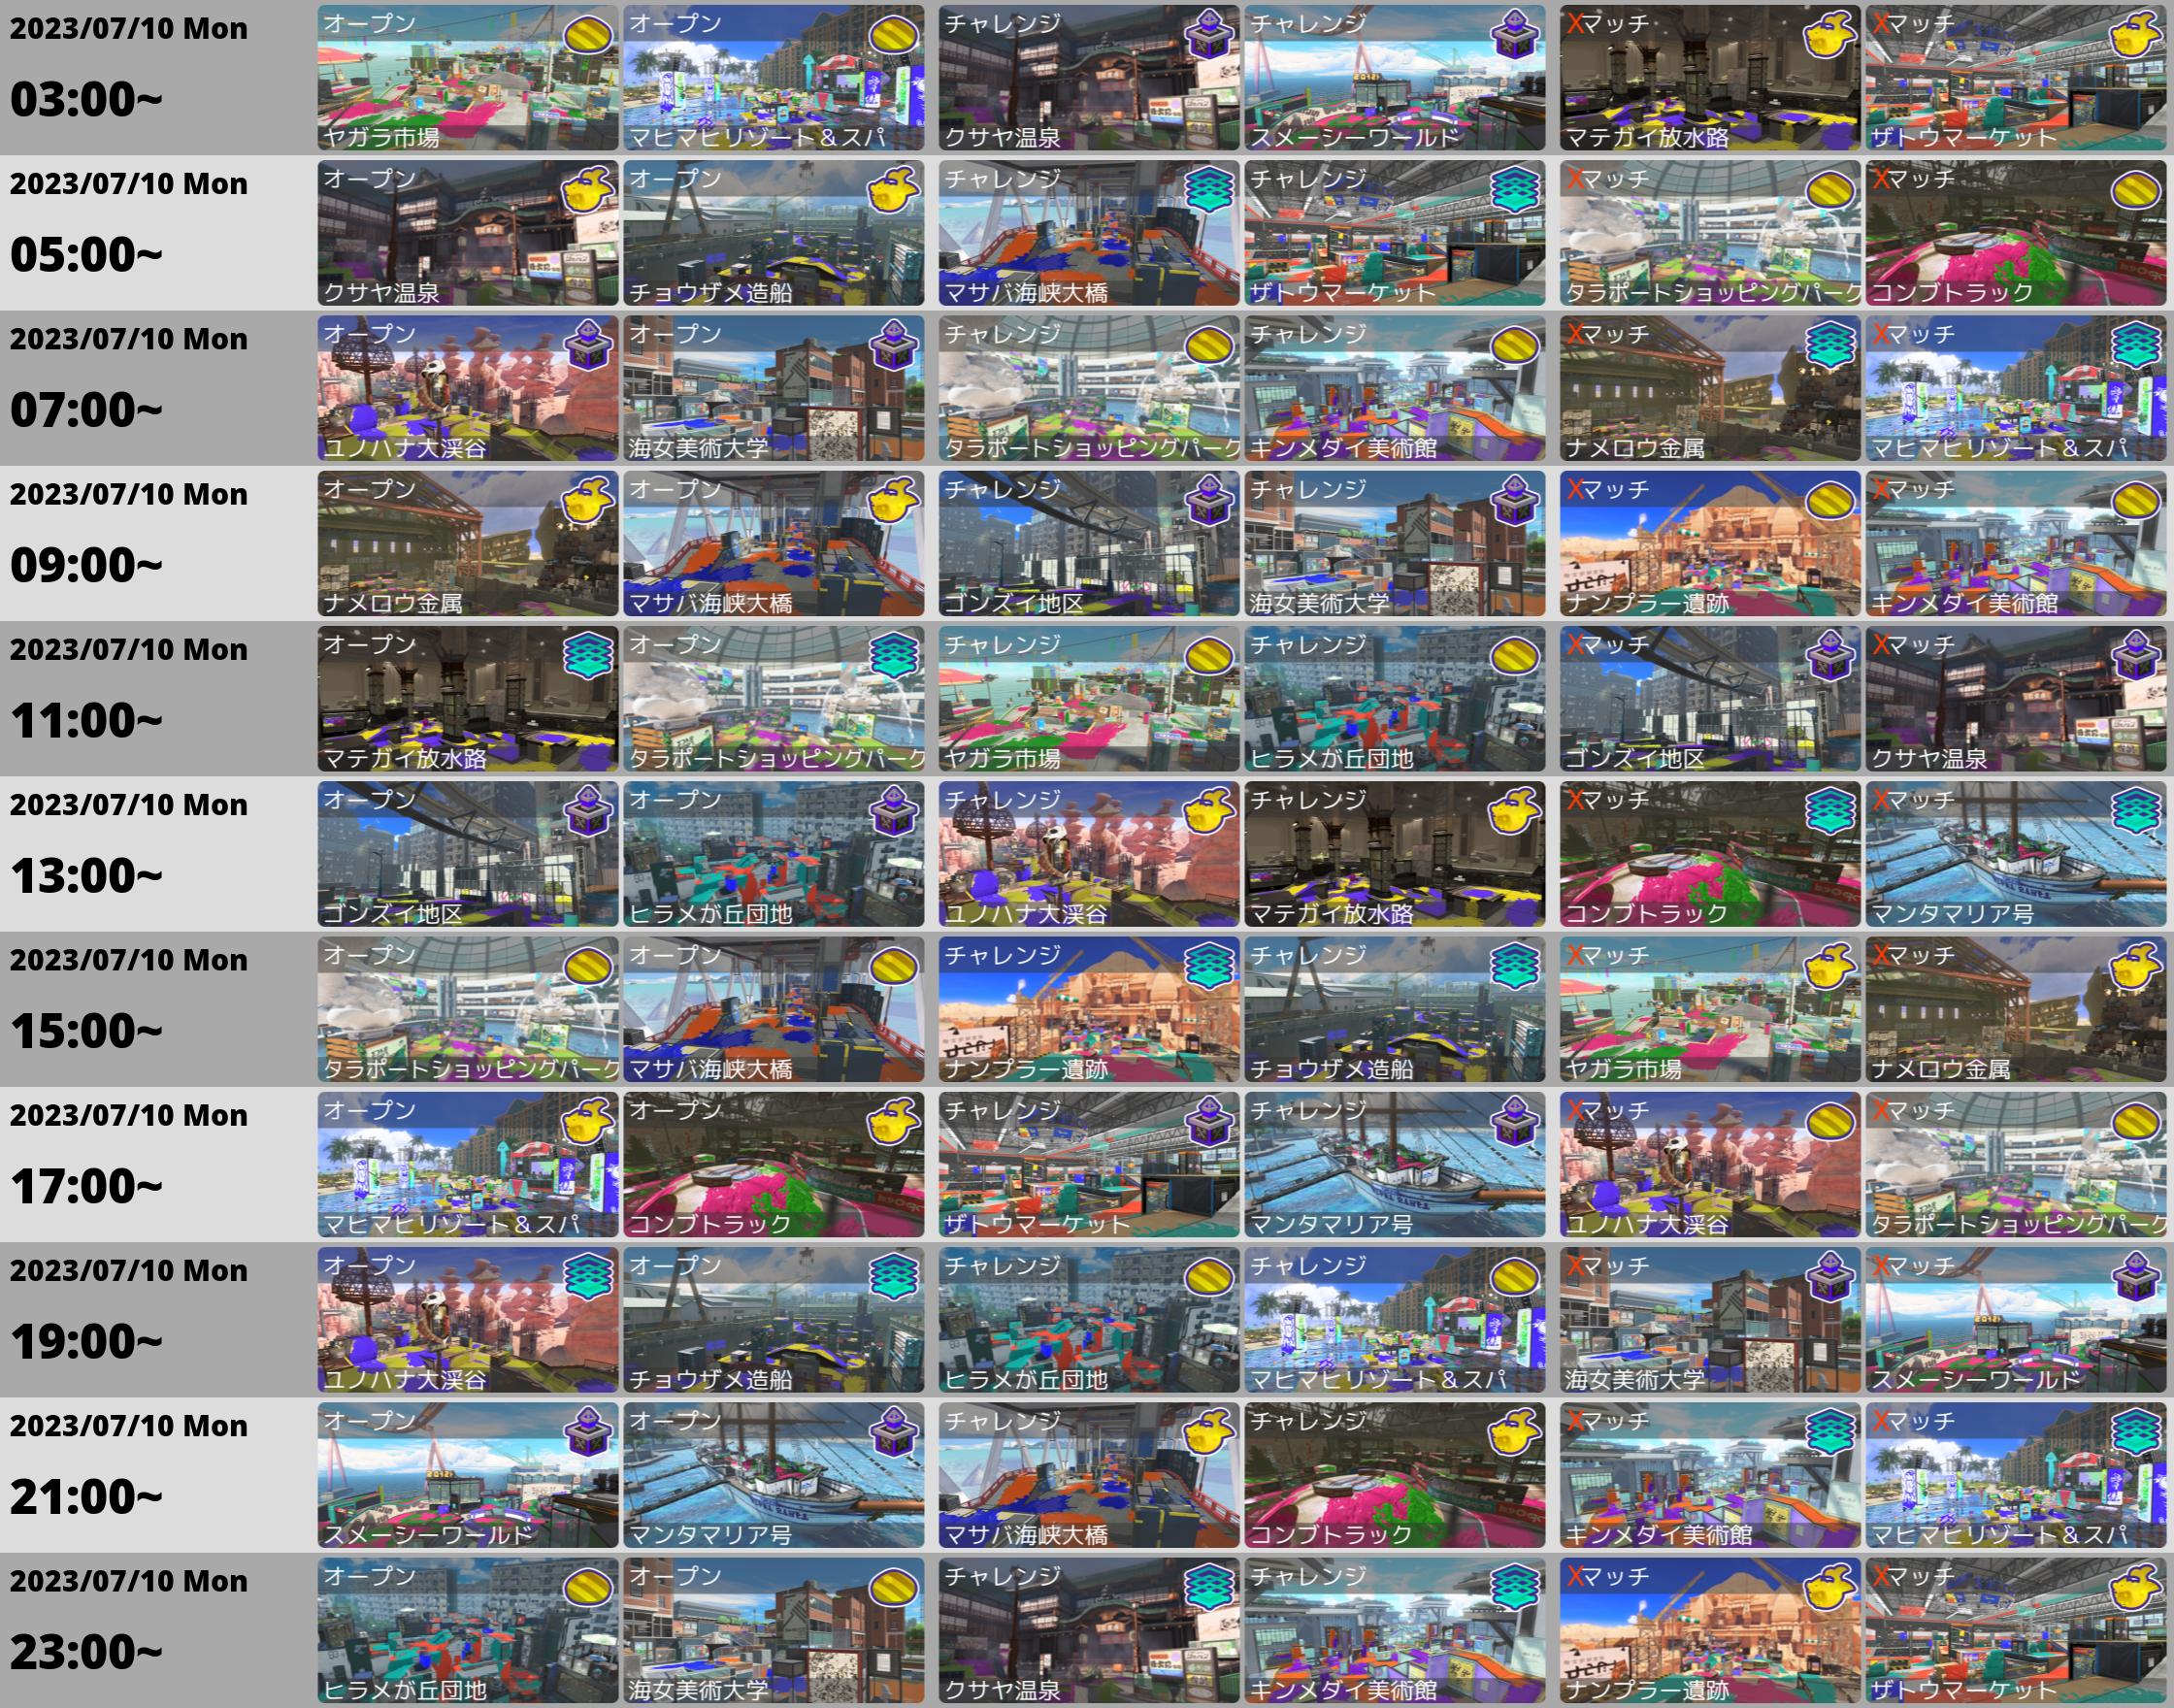 2023/07/10 Mon
03:00~
オープン
ヤガラ市場
オープン
マヒマヒリゾート＆スパ
チャレンジ
クサヤ温泉
チャレンジ
スメーシーワールド
Xマッチ
マテガイ放水路
Xマッチ
ザトウマーケット
2023/07/10 Mon
05:00~
オープン
クサヤ温泉
オープン
チョウザメ造船
チャレンジ
マサバ海峡大橋
チャレンジ
ザトウマーケット
Xマッチ
タラポートショッピングパーク
Xマッチ
コンブトラック
2023/07/10 Mon
07:00~
オープン
ユノハナ大渓谷
オープン
海女美術大学
チャレンジ
タラポートショッピングパーク
チャレンジ
キンメダイ美術館
Xマッチ
ナメロウ金属
Xマッチ
マヒマヒリゾート＆スパ
2023/07/10 Mon
09:00~
オープン
ナメロウ金属
オープン
マサバ海峡大橋
チャレンジ
ゴンズイ地区
チャレンジ
海女美術大学
Xマッチ
ナンプラー遺跡
Xマッチ
キンメダイ美術館
2023/07/10 Mon
11:00~
オープン
マテガイ放水路
オープン
タラポートショッピングパーク
チャレンジ
ヤガラ市場
チャレンジ
ヒラメが丘団地
Xマッチ
ゴンズイ地区
Xマッチ
クサヤ温泉
2023/07/10 Mon
13:00~
オープン
ゴンズイ地区
オープン
ヒラメが丘団地
チャレンジ
ユノハナ大渓谷
チャレンジ
マテガイ放水路
Xマッチ
コンブトラック
Xマッチ
マンタマリア号
2023/07/10 Mon
15:00~
オープン
タラポートショッピングパーク
オープン
マサバ海峡大橋
チャレンジ
ナンプラー遺跡
チャレンジ
チョウザメ造船
Xマッチ
ヤガラ市場
Xマッチ
ナメロウ金属
2023/07/10 Mon
17:00~
オープン
マヒマヒリゾート＆スパ
オープン
コンブトラック
チャレンジ
ザトウマーケット
チャレンジ
マンタマリア号
Xマッチ
ユノハナ大渓谷
Xマッチ
タラポートショッピングパーク
2023/07/10 Mon
19:00~
オープン
ユノハナ大渓谷
オープン
チョウザメ造船
チャレンジ
ヒラメが丘団地
チャレンジ
マヒマヒリゾート＆スパ
Xマッチ
海女美術大学
Xマッチ
スメーシーワールド
2023/07/10 Mon
21:00~
オープン
スメーシーワールド
オープン
マンタマリア号
チャレンジ
マサバ海峡大橋
チャレンジ
コンブトラック
Xマッチ
キンメダイ美術館
Xマッチ
マヒマヒリゾート＆スパ
2023/07/10 Mon
23:00~
オープン
ヒラメが丘団地
オープン
海女美術大学
チャレンジ
クサヤ温泉
チャレンジ
キンメダイ美術館
Xマッチ
ナンプラー遺跡
Xマッチ
ザトウマーケット